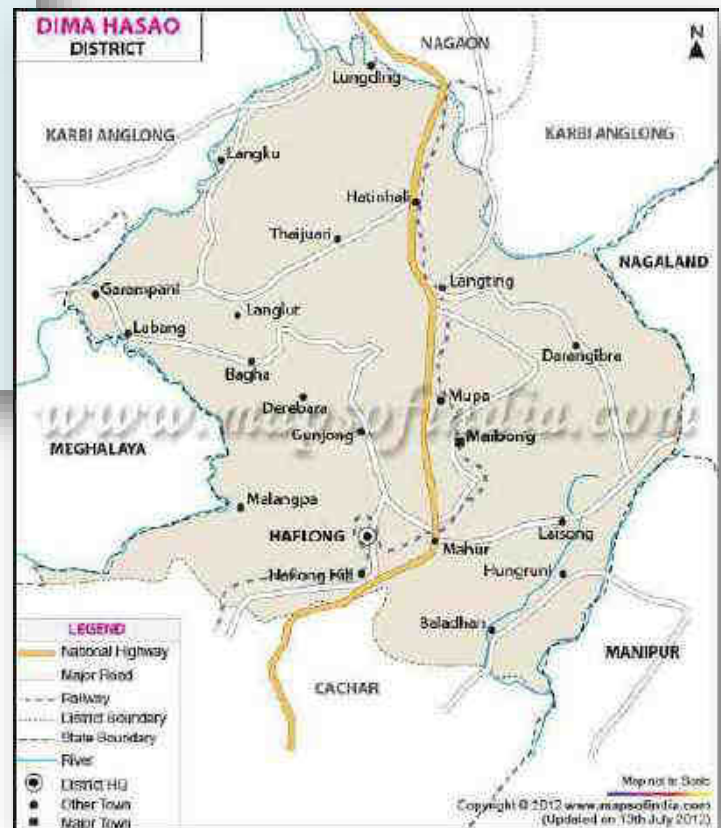 DIMA HASAO
DISTRICT
N
NAGAON
Lungding
KARBI ANGLONG
KARBI ANGLONG
Langku
Hatinhali
Thaijuari
NAGALAND
Langting
Garampani
Langlut
Labang
Darangibra
Bagha
Mupa
Derebara
www.mapsofindia.com
Gunjong
Maibong
MEGHALAYA
Malangpa
HAFLONG
Laisong
Mahur
Haflong Hill
Hungruni
Baladhan
LEGEND
National Highway
MANIPUR
Major Road
CACHAR
Railway
District Boundary
State Boundary
River
District HQ
Map not to Scale
Other Town
Copyright © 2012 www.mapsofindia.com
Major Town
(Updated on 13th July 2012)